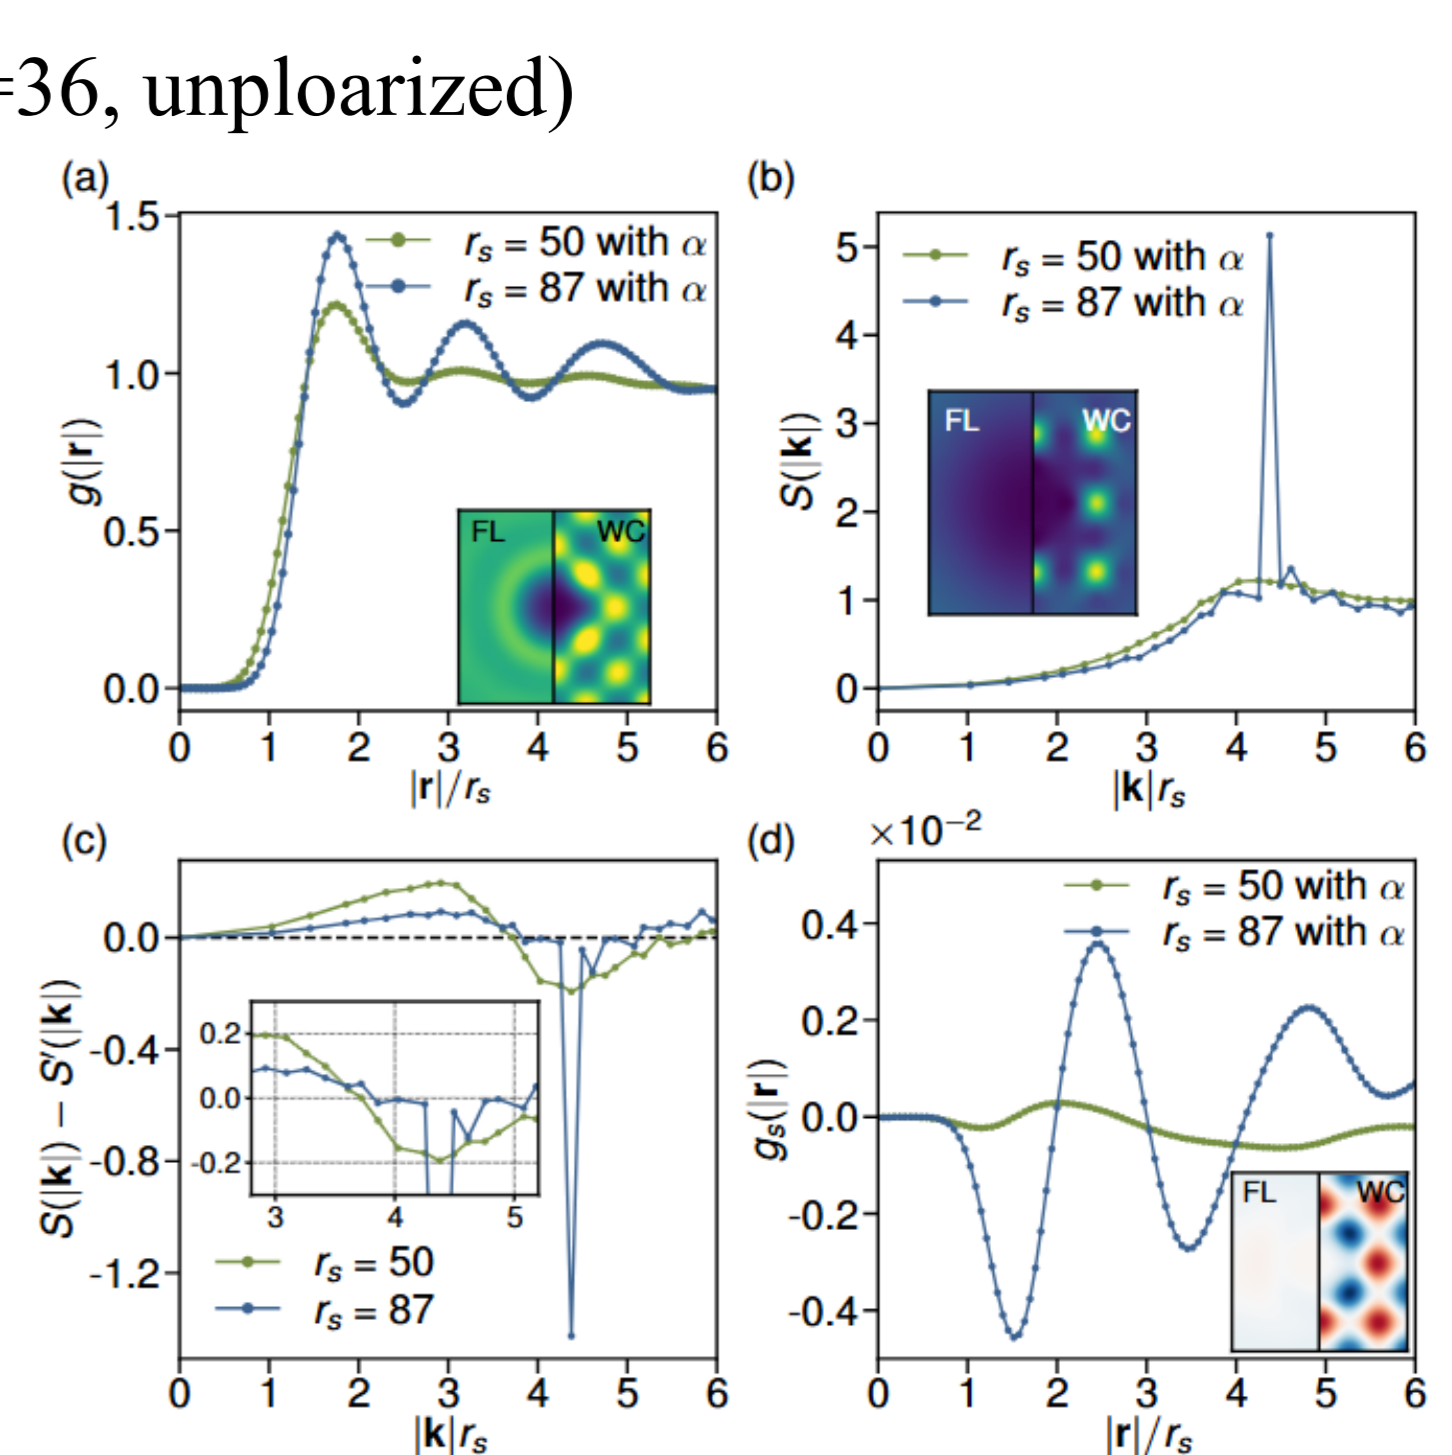 =36, unploarized)
(a)
1.5
1.0
0.5
0.0
g(|r|)
r_s = 50 with α
r_s = 87 with α
FL WC
0 1 2 3 4 5 6
|r|/r_s
(b)
5
4
3
2
1
0
S(|k|)
r_s = 50 with α
r_s = 87 with α
FL WC
0 1 2 3 4 5 6
|k|r_s
(c)
0.0
-0.4
-0.8
-1.2
S(|k|) − S′(|k|)
0.2
0.0
-0.2
3 4 5
r_s = 50
r_s = 87
0 1 2 3 4 5 6
|k|r_s
(d)
×10⁻²
0.4
0.2
0.0
-0.2
-0.4
g_s(|r|)
r_s = 50 with α
r_s = 87 with α
FL WC
0 1 2 3 4 5 6
|r|/r_s